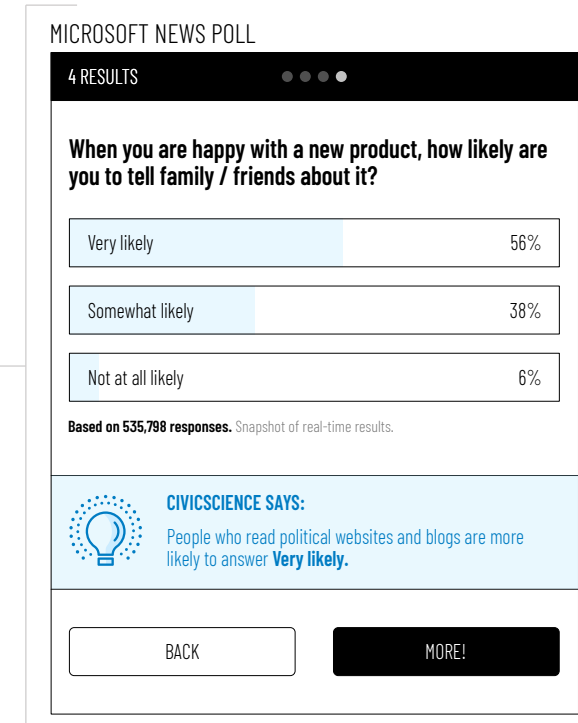 MICROSOFT NEWS POLL
4 RESULTS
When you are happy with a new product, how likely are
you to tell family / friends about it?
Very likely 56%
Somewhat likely 38%
Not at all likely 6%
Based on 535,798 responses. Snapshot of real-time results.
CIVICSCIENCE SAYS:
People who read political websites and blogs are more
likely to answer Very likely.
BACK MORE!